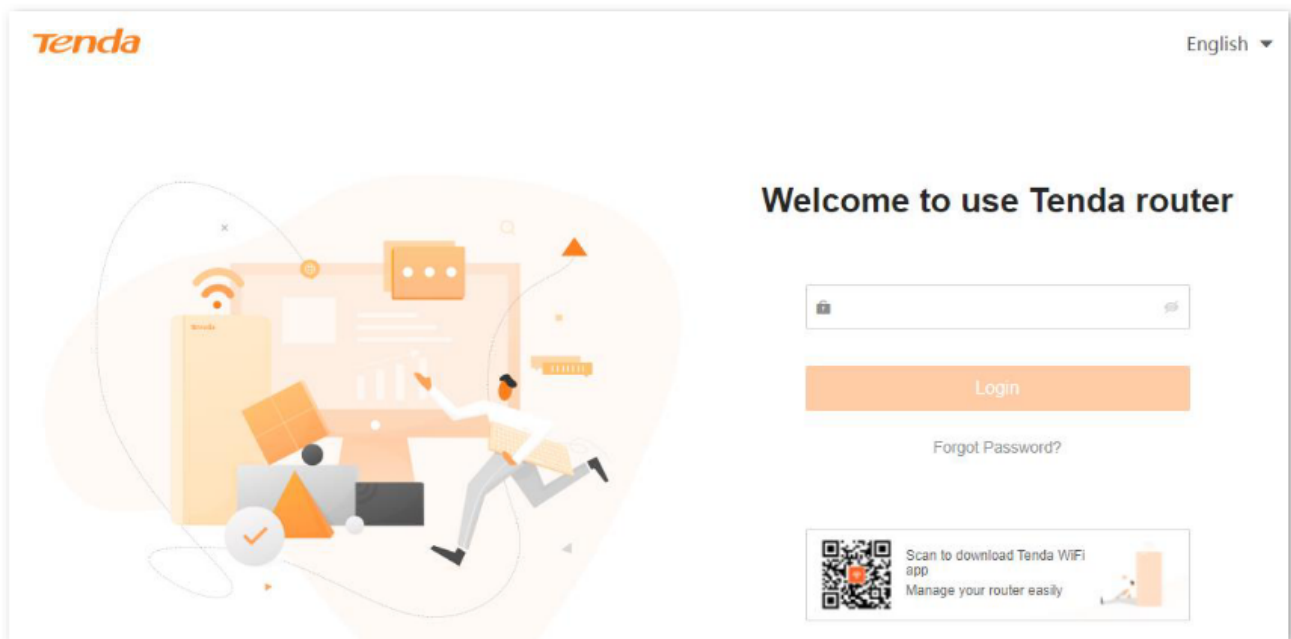 Tenda
English
Welcome to use Tenda router
Tenda
Login
Forgot Password?
Scan to download Tenda WiFi
app
Manage your router easily